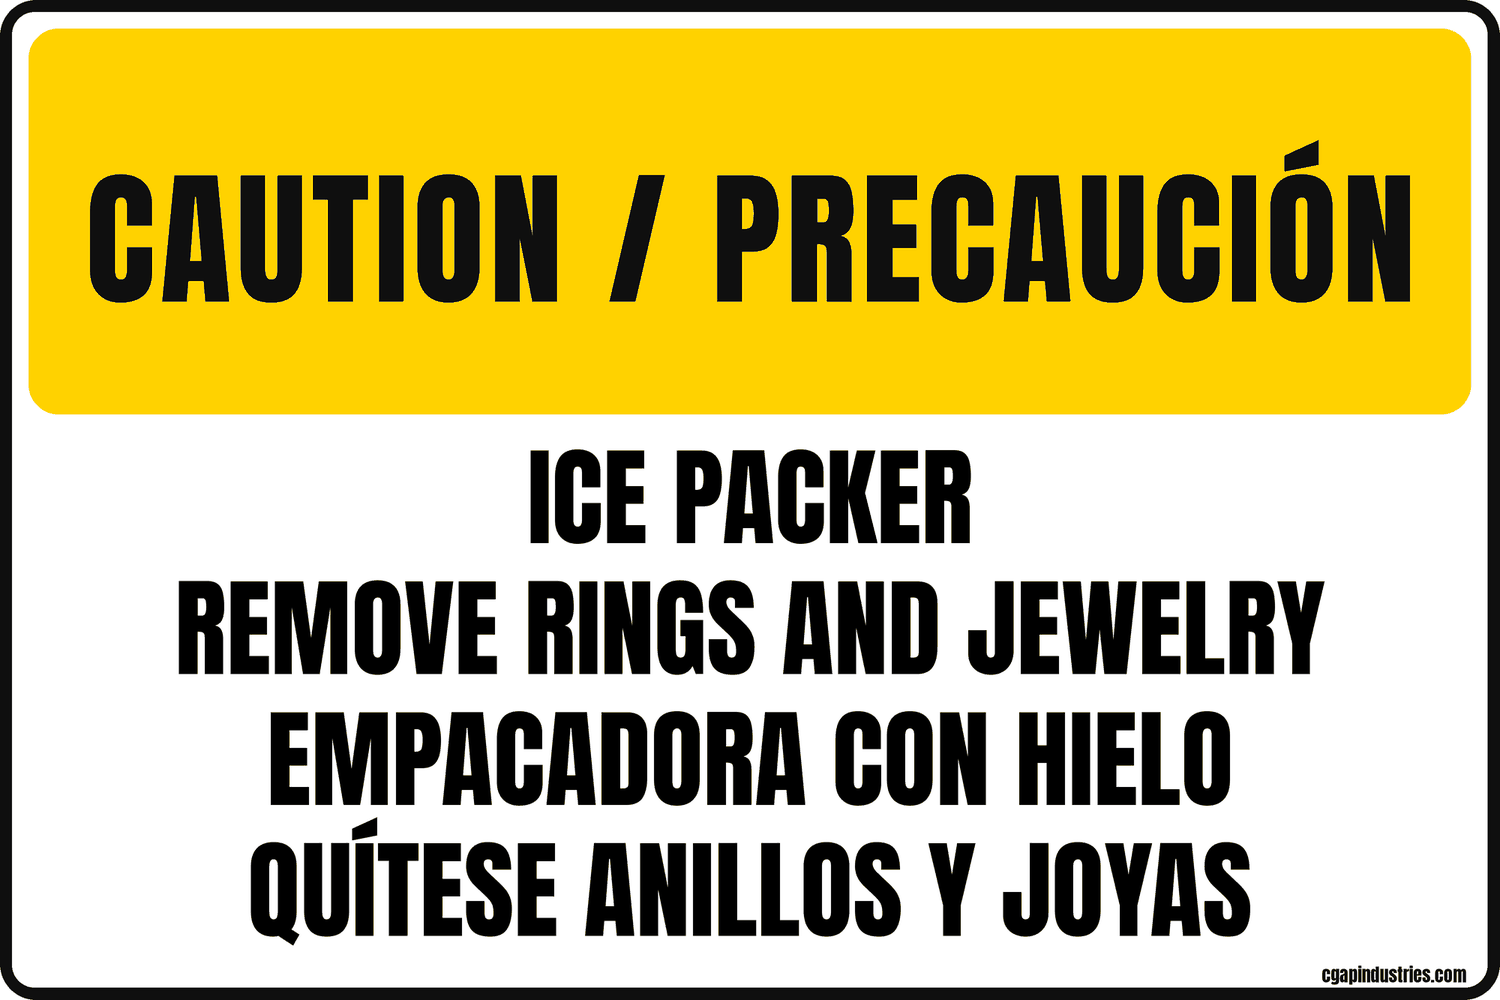 CAUTION / PRECAUCIÓN
ICE PACKER
REMOVE RINGS AND JEWELRY
EMPACADORA CON HIELO
QUÍTESE ANILLOS Y JOYAS
cgapindustries.com